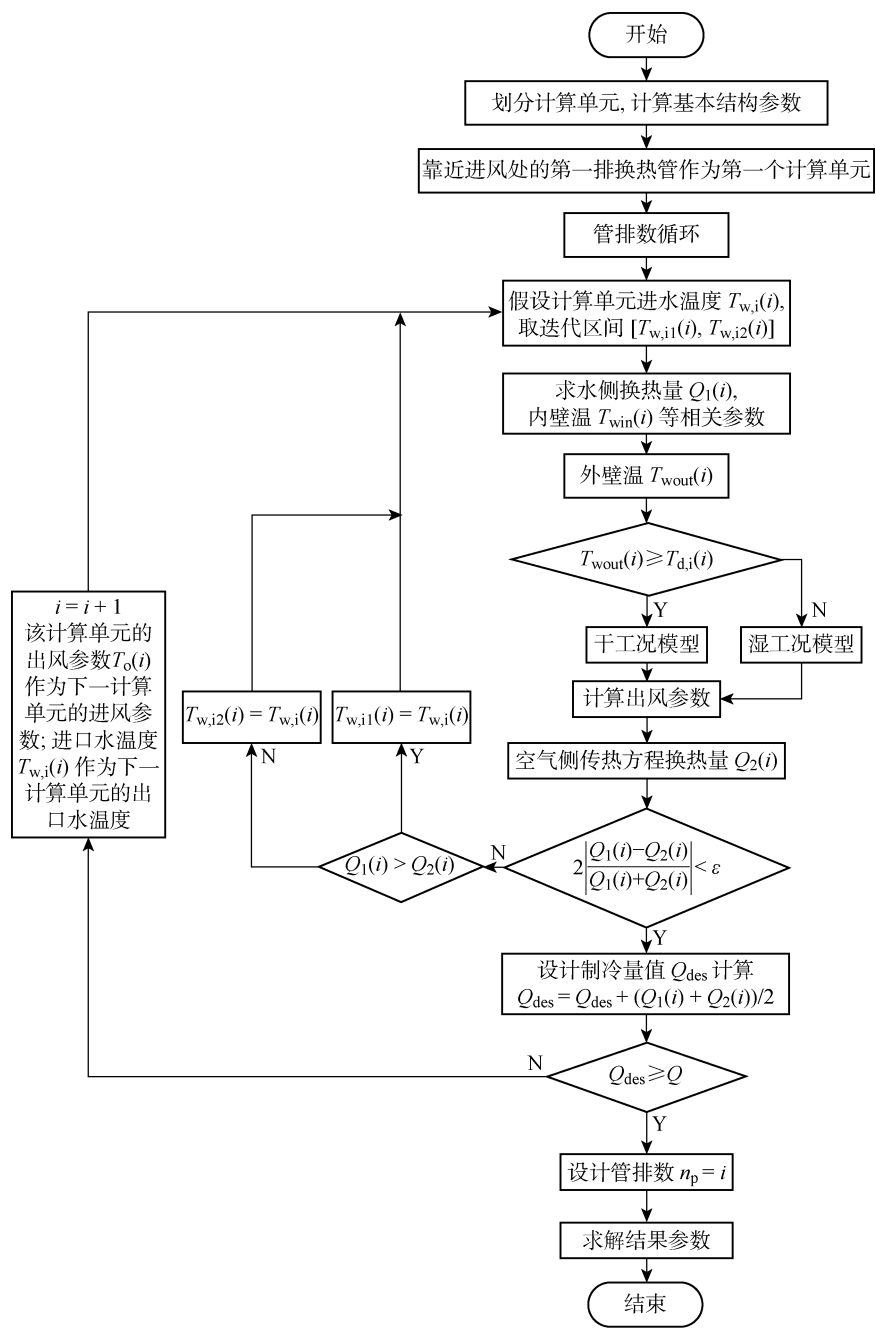 开始
划分计算单元, 计算基本结构参数
靠近进风处的第一排换热管作为第一个计算单元
管排数循环
假设计算单元进水温度 Tw,i(i),
取迭代区间 [Tw,i1(i), Tw,i2(i)]
求水侧换热量 Q1(i),
内壁温 Twin(i) 等相关参数
外壁温 Twout(i)
Twout(i)≥Td,i(i)
Y
N
干工况模型
湿工况模型
计算出风参数
空气侧传热方程换热量 Q2(i)
2|Q1(i)−Q2(i)/Q1(i)+Q2(i)|< ε
N
Y
Q1(i) > Q2(i)
N
Y
Tw,i2(i) = Tw,i(i)
Tw,i1(i) = Tw,i(i)
i = i + 1
该计算单元的
出风参数To(i)
作为下一计算
单元的进风参
数; 进口水温度
Tw,i(i) 作为下一
计算单元的出
口水温度
设计制冷量值 Qdes 计算
Qdes = Qdes + (Q1(i) + Q2(i))/2
N
Qdes≥Q
Y
设计管排数 np = i
求解结果参数
结束